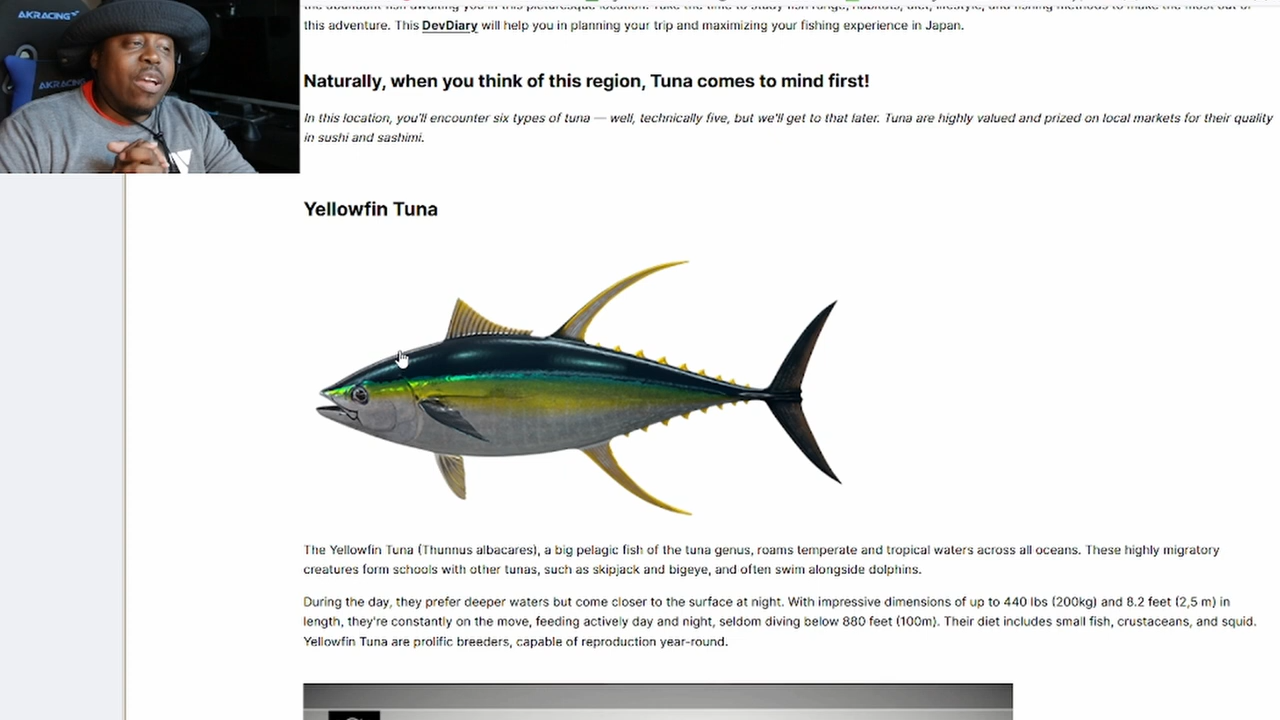 AKRACING
AKRACING
this adventure. This DevDiary will help you in planning your trip and maximizing your fishing experience in Japan.
Naturally, when you think of this region, Tuna comes to mind first!
In this location, you'll encounter six types of tuna — well, technically five, but we'll get to that later. Tuna are highly valued and prized on local markets for their quality
in sushi and sashimi.
Yellowfin Tuna
The Yellowfin Tuna (Thunnus albacares), a big pelagic fish of the tuna genus, roams temperate and tropical waters across all oceans. These highly migratory
creatures form schools with other tunas, such as skipjack and bigeye, and often swim alongside dolphins.
During the day, they prefer deeper waters but come closer to the surface at night. With impressive dimensions of up to 440 lbs (200kg) and 8.2 feet (2,5 m) in
length, they're constantly on the move, feeding actively day and night, seldom diving below 880 feet (100m). Their diet includes small fish, crustaceans, and squid.
Yellowfin Tuna are prolific breeders, capable of reproduction year-round.